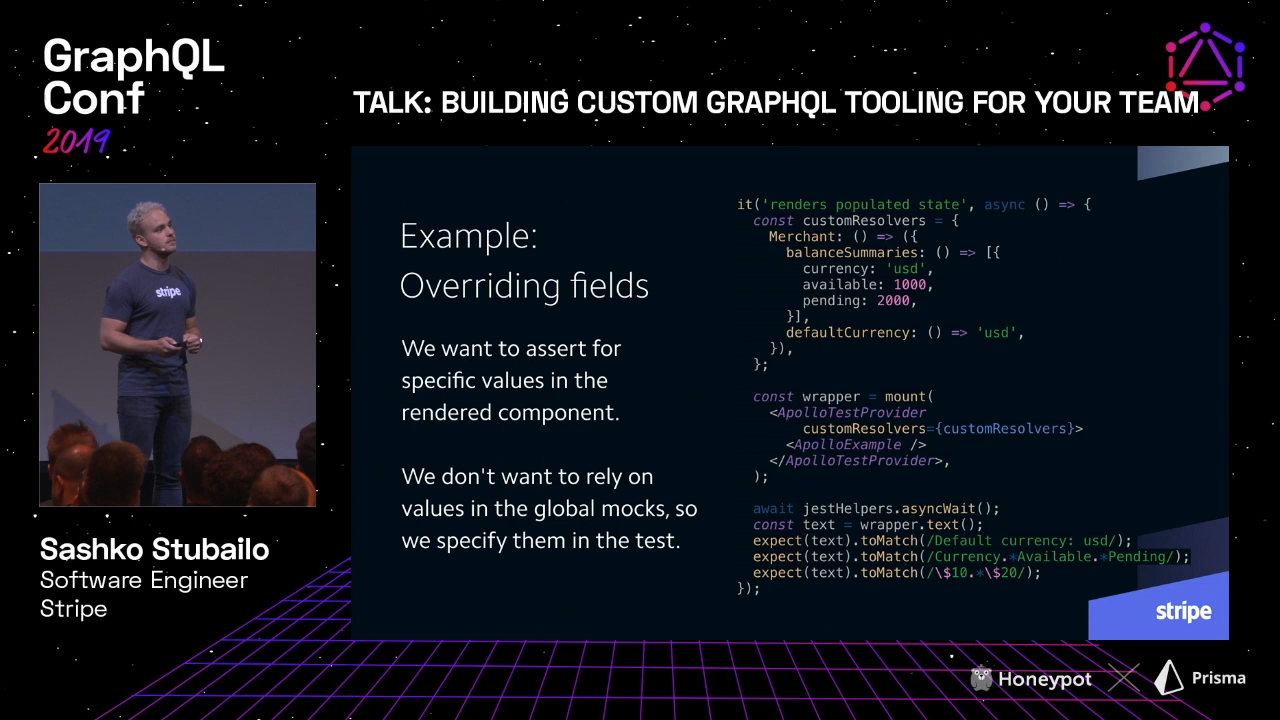 GraphQL
Conf
2019
TALK: BUILDING CUSTOM GRAPHQL TOOLING FOR YOUR TEAM
stripe
Sashko Stubailo
Software Engineer
Stripe
Example:
Overriding fields
We want to assert for
specific values in the
rendered component.
We don't want to rely on
values in the global mocks, so
we specify them in the test.
it('renders populated state', async () => {
  const customResolvers = {
    Merchant: () => ({
      balanceSummaries: () => [{
        currency: 'usd',
        available: 1000,
        pending: 2000,
      }],
      defaultCurrency: () => 'usd',
    }),
  };
  const wrapper = mount(
    <ApolloTestProvider
        customResolvers={customResolvers}>
      <ApolloExample />
    </ApolloTestProvider>,
  );
  await jestHelpers.asyncWait();
  const text = wrapper.text();
  expect(text).toMatch(/Default currency: usd/);
  expect(text).toMatch(/Currency.*Available.*Pending/);
  expect(text).toMatch(/\$10.*\$20/);
});
stripe
Honeypot
Prisma